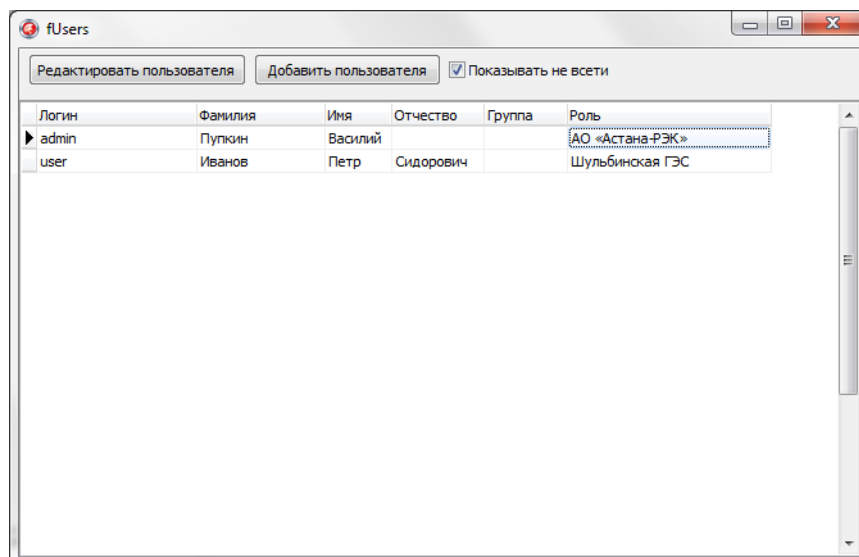 fUsers
Редактировать пользователя Добавить пользователя Показывать не всети
Логин Фамилия Имя Отчество Группа Роль
admin Пупкин Василий АО «Астана-РЭК»
user Иванов Петр Сидорович Шульбинская ГЭС